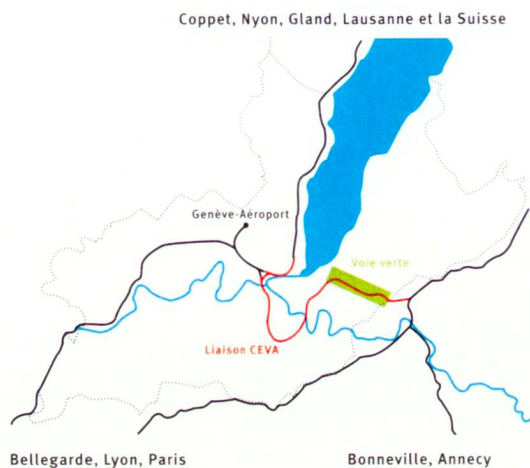 Coppet, Nyon, Gland, Lausanne et la Suisse
Genève-Aéroport
Voie verte
Liaison CEVA
Bellegarde, Lyon, Paris
Bonneville, Annecy